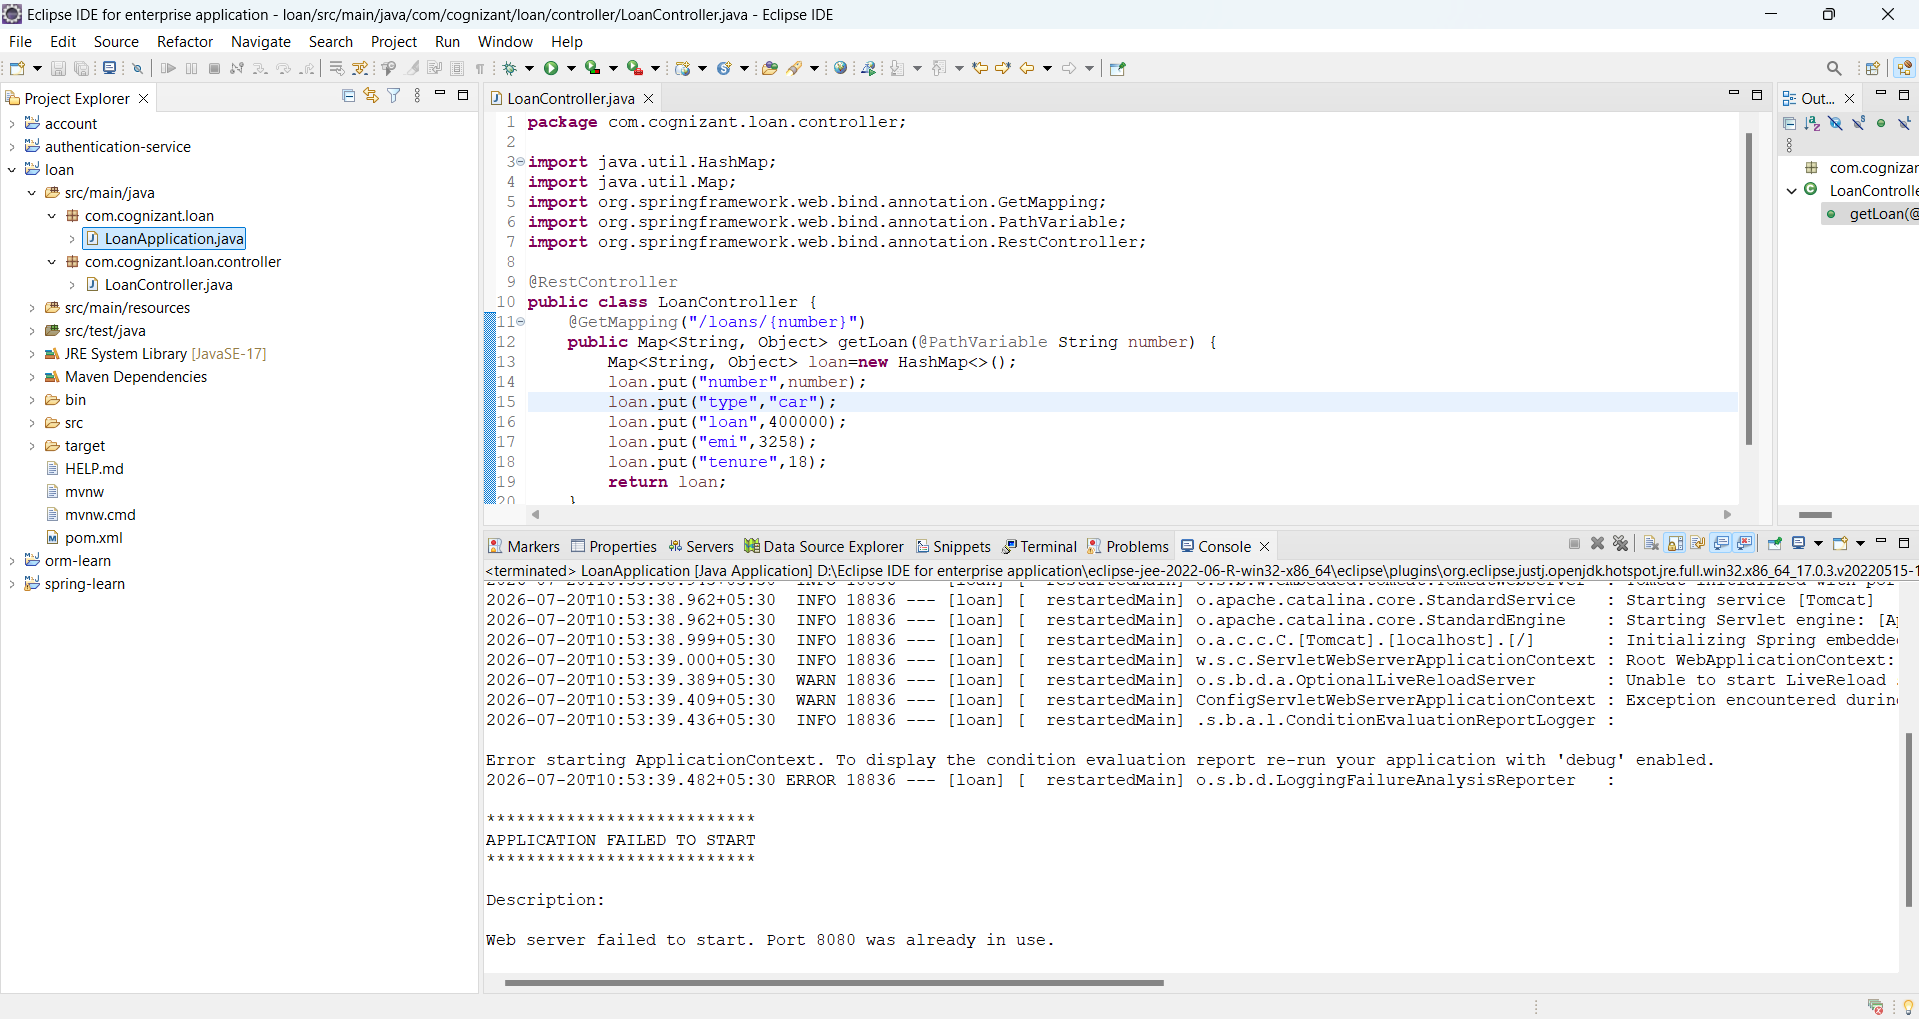 Eclipse IDE for enterprise application - loan/src/main/java/com/cognizant/loan/controller/LoanController.java - Eclipse IDE
File Edit Source Refactor Navigate Search Project Run Window Help
Project Explorer
account
authentication-service
loan
src/main/java
com.cognizant.loan
LoanApplication.java
com.cognizant.loan.controller
LoanController.java
src/main/resources
src/test/java
JRE System Library [JavaSE-17]
Maven Dependencies
bin
src
target
HELP.md
mvnw
mvnw.cmd
pom.xml
orm-learn
spring-learn
LoanController.java
1 package com.cognizant.loan.controller;
2
3 import java.util.HashMap;
4 import java.util.Map;
5 import org.springframework.web.bind.annotation.GetMapping;
6 import org.springframework.web.bind.annotation.PathVariable;
7 import org.springframework.web.bind.annotation.RestController;
8
9 @RestController
10 public class LoanController {
11 @GetMapping("/loans/{number}")
12 public Map<String, Object> getLoan(@PathVariable String number) {
13 Map<String, Object> loan=new HashMap<>();
14 loan.put("number",number);
15 loan.put("type","car");
16 loan.put("loan",400000);
17 loan.put("emi",3258);
18 loan.put("tenure",18);
19 return loan;
20 }
Out...
com.cognizar
LoanControlle
getLoan(@
Markers Properties Servers Data Source Explorer Snippets Terminal Problems Console
<terminated> LoanApplication [Java Application] D:\Eclipse IDE for enterprise application\eclipse-jee-2022-06-R-win32-x86_64\eclipse\plugins\org.eclipse.justj.openjdk.hotspot.jre.full.win32.x86_64_17.0.3.v20220515-1
2026-07-20T10:53:38.962+05:30 INFO 18836 --- [loan] [ restartedMain] o.apache.catalina.core.StandardService : Starting service [Tomcat]
2026-07-20T10:53:38.962+05:30 INFO 18836 --- [loan] [ restartedMain] o.apache.catalina.core.StandardEngine : Starting Servlet engine: [A
2026-07-20T10:53:38.999+05:30 INFO 18836 --- [loan] [ restartedMain] o.a.c.c.C.[Tomcat].[localhost].[/] : Initializing Spring embedde
2026-07-20T10:53:39.000+05:30 INFO 18836 --- [loan] [ restartedMain] w.s.c.ServletWebServerApplicationContext : Root WebApplicationContext:
2026-07-20T10:53:39.389+05:30 WARN 18836 --- [loan] [ restartedMain] o.s.b.d.a.OptionalLiveReloadServer : Unable to start LiveReload
2026-07-20T10:53:39.409+05:30 WARN 18836 --- [loan] [ restartedMain] ConfigServletWebServerApplicationContext : Exception encountered durin
2026-07-20T10:53:39.436+05:30 INFO 18836 --- [loan] [ restartedMain] .s.b.a.l.ConditionEvaluationReportLogger :
Error starting ApplicationContext. To display the condition evaluation report re-run your application with 'debug' enabled.
2026-07-20T10:53:39.482+05:30 ERROR 18836 --- [loan] [ restartedMain] o.s.b.d.LoggingFailureAnalysisReporter :
***************************
APPLICATION FAILED TO START
***************************
Description:
Web server failed to start. Port 8080 was already in use.